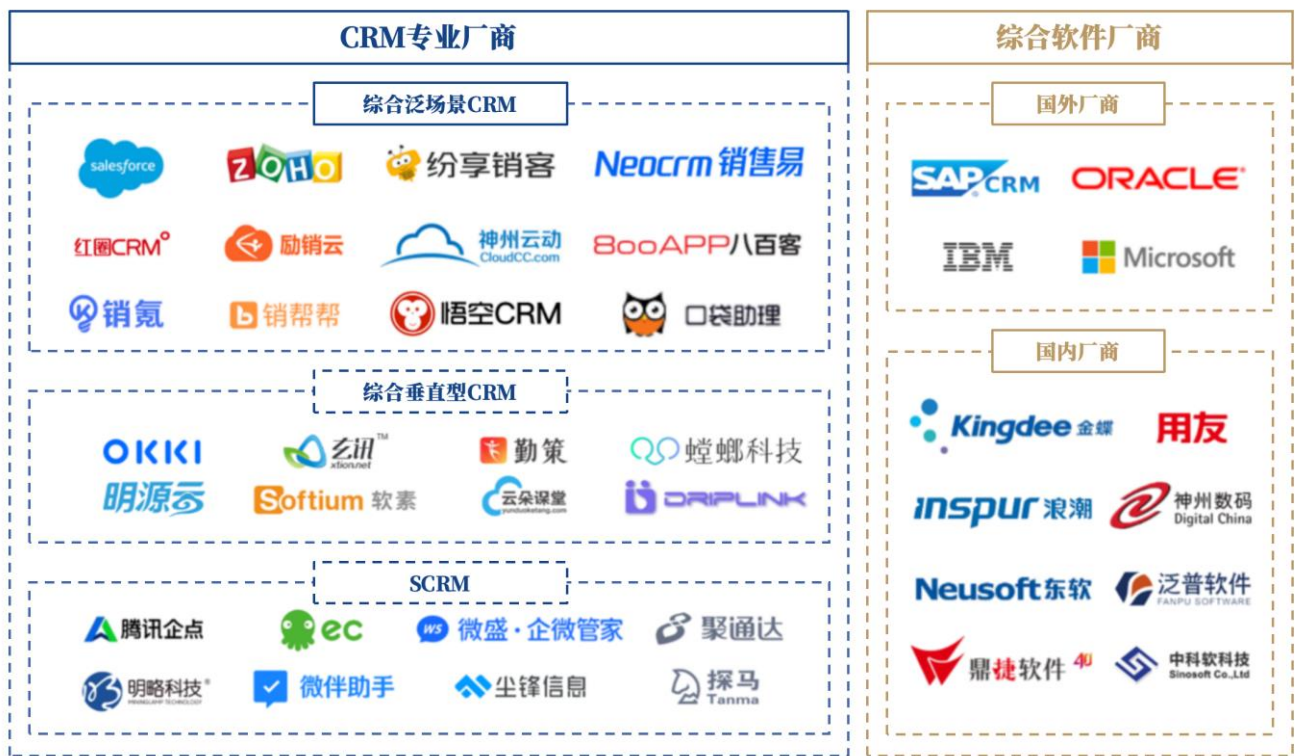 CRM专业厂商
综合泛场景CRM
salesforce
ZOHO
纷享销客
Neocrm 销售易
红圈CRM
励销云
神州云动
CloudCC.com
800APP八百客
销氪
销帮帮
悟空CRM
口袋助理
综合垂直型CRM
OKKI
玄讯™
xtion.net
勤策
螳螂科技
明源云
Softium 软素
云朵课堂
yunduoketang.com
DRIPLINK
SCRM
腾讯企点
ec
WS 微盛·企微管家
聚通达
明略科技®
MININGLAMP TECHNOLOGY
微伴助手
尘锋信息
探马
Tanma
综合软件厂商
国外厂商
SAP CRM
ORACLE®
IBM
Microsoft
国内厂商
Kingdee 金蝶
用友
inspur 浪潮
神州数码
Digital China
Neusoft 东软
泛普软件
FANPU SOFTWARE
鼎捷软件 40
中科软科技
Sinosoft Co.,Ltd